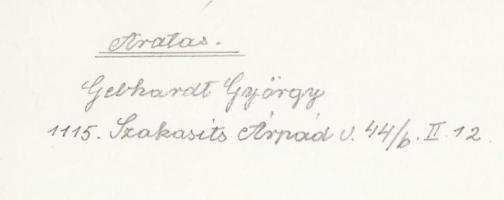 Aratas.
Gebhardt György
1115. Szakasits Árpád U. 44/b. II 12